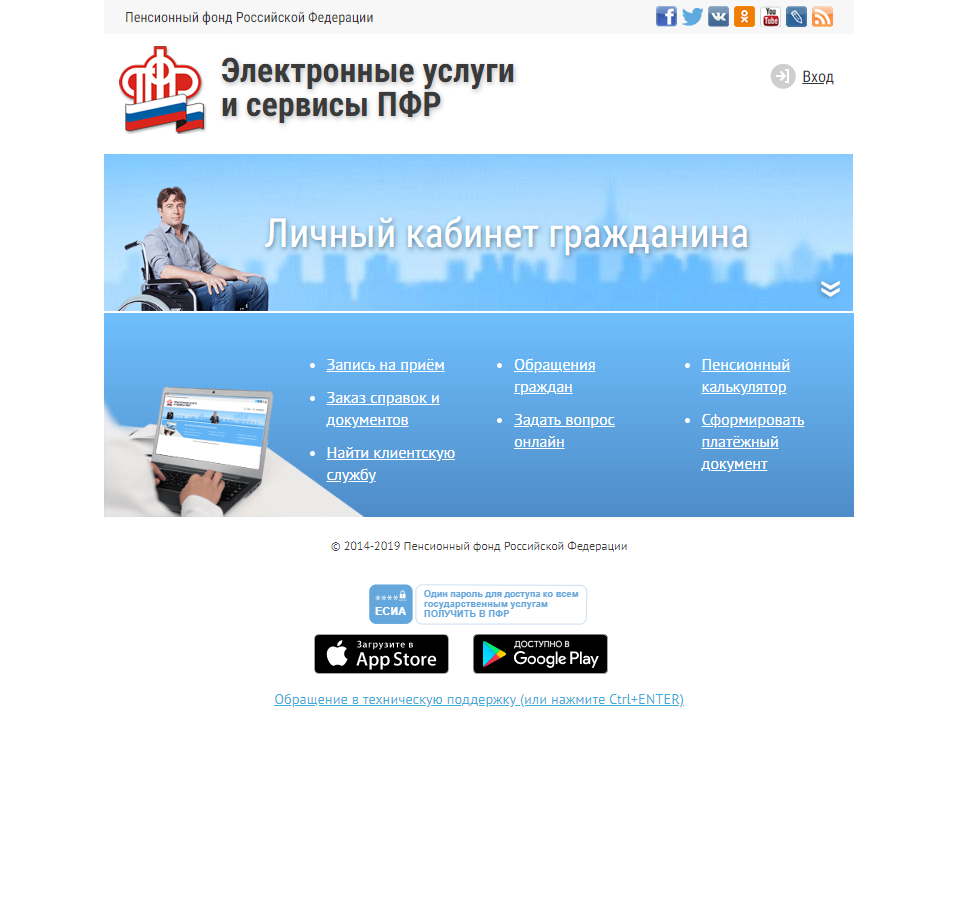 Пенсионный фонд Российской Федерации
You
Tube
ПФР
Электронные услуги
и сервисы ПФР
Вход
Личный кабинет гражданина
Запись на приём
Заказ справок и
документов
Найти клиентскую
службу
Обращения
граждан
Задать вопрос
онлайн
Пенсионный
калькулятор
Сформировать
платёжный
документ
© 2014-2019 Пенсионный фонд Российской Федерации
****
ЕСИА
Один пароль для доступа ко всем
государственным услугам
ПОЛУЧИТЬ В ПФР
Загрузите в
App Store
ДОСТУПНО В
Google Play
Обращение в техническую поддержку (или нажмите Ctrl+ENTER)